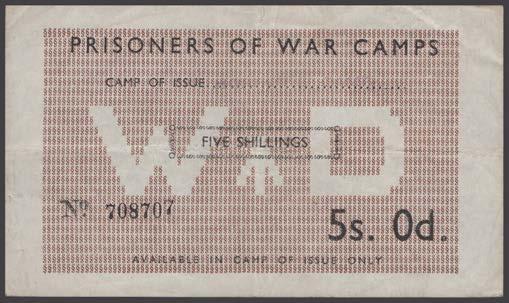 PRISONERS OF WAR CAMPS
CAMP OF ISSUE
W D
FIVE SHILLINGS
No 708707
5s. 0d.
AVAILABLE IN CAMP OF ISSUE ONLY